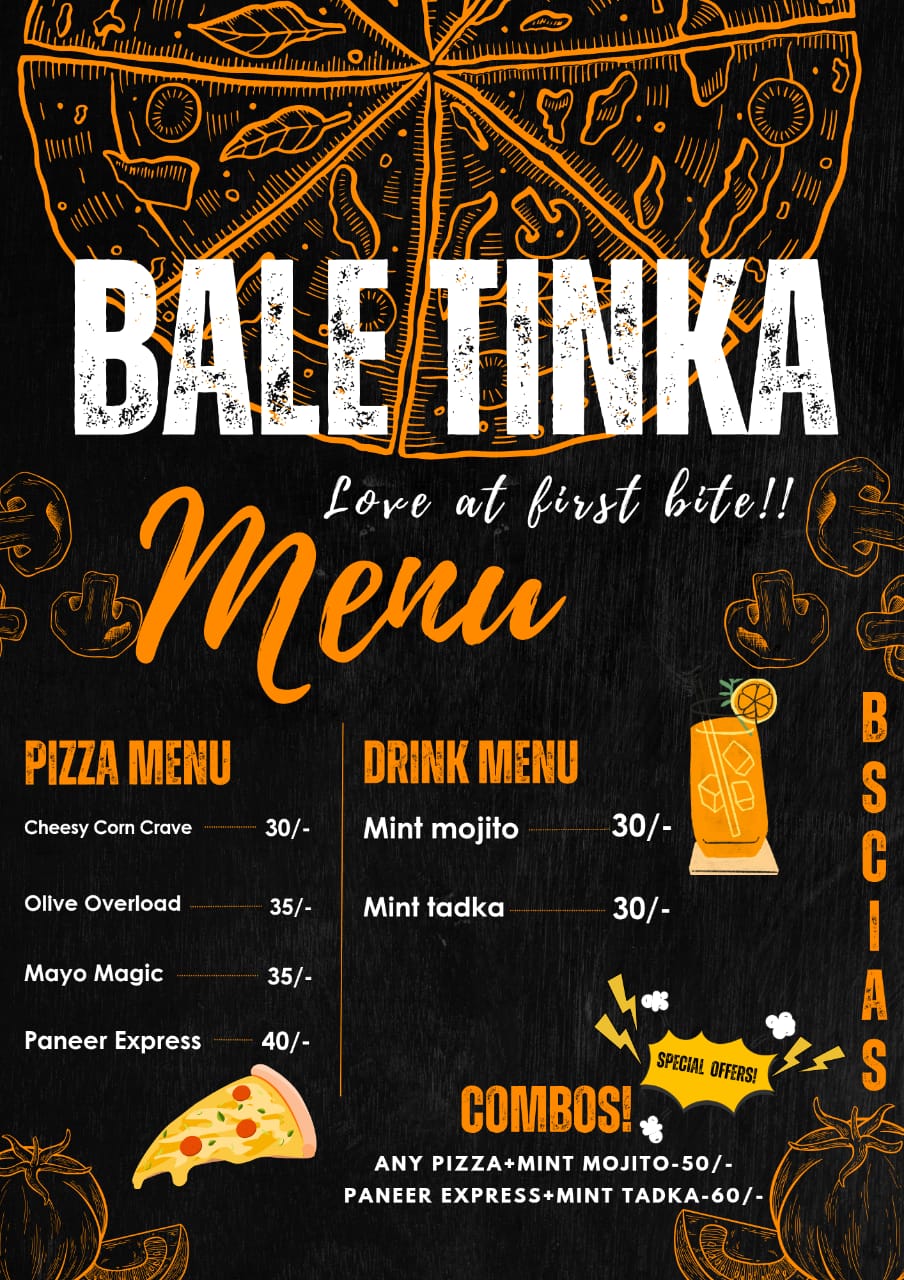 BALE TINKA
Love at first bite!!
Menu
PIZZA MENU
Cheesy Corn Crave 30/-
Olive Overload 35/-
Mayo Magic 35/-
Paneer Express 40/-
DRINK MENU
Mint mojito 30/-
Mint tadka 30/-
BSCIAS
SPECIAL OFFERS!
COMBOS!
ANY PIZZA+MINT MOJITO-50/-
PANEER EXPRESS+MINT TADKA-60/-